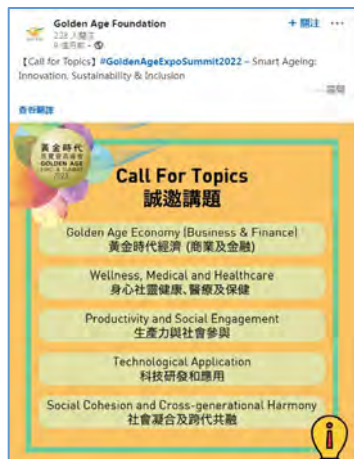 Golden Age Foundation
+ 關注 ···
【Call for Topics】#GoldenAgeExpoSummit2022 – Smart Ageing:
Innovation, Sustainability & Inclusion
查看翻譯
黃金時代
GOLDEN AGE
EXPO & SUMMIT
2022
Call For Topics
誠邀講題
Golden Age Economy (Business & Finance)
黃金時代經濟 (商業及金融)
Wellness, Medical and Healthcare
身心社靈健康、醫療及保健
Productivity and Social Engagement
生產力與社會參與
Technological Application
科技研發和應用
Social Cohesion and Cross-generational Harmony
社會凝合及跨代共融